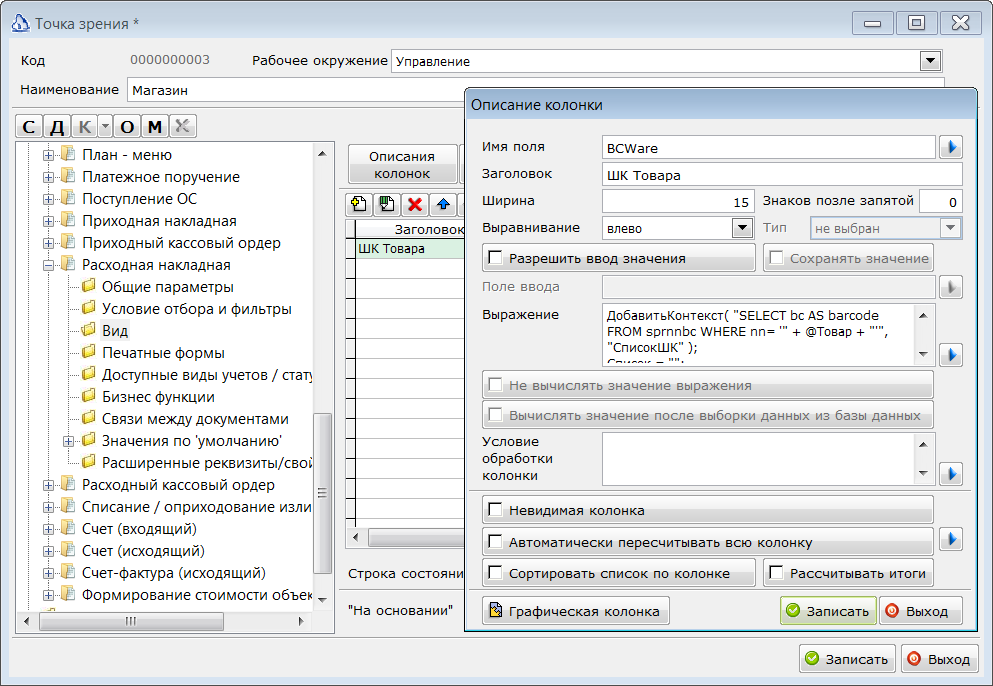 Точка зрения *
Код 0000000003 Рабочее окружение Управление
Наименование Магазин
С Д К О М
План - меню
Платежное поручение
Поступление ОС
Приходная накладная
Приходный кассовый ордер
Расходная накладная
Общие параметры
Условие отбора и фильтры
Вид
Печатные формы
Доступные виды учетов / стату
Бизнес функции
Связи между документами
Значения по 'умолчанию'
Расширенные реквизиты/свой
Расходный кассовый ордер
Списание / оприходование изли
Счет (входящий)
Счет (исходящий)
Счет-фактура (исходящий)
Формирование стоимости объек
Описания
колонок
Заголовок
ШК Товара
Строка состояни
"На основании"
Описание колонки
Имя поля BCWare
Заголовок ШК Товара
Ширина 15 Знаков позле запятой 0
Выравнивание влево Тип не выбран
Разрешить ввод значения Сохранять значение
Поле ввода
Выражение
ДобавитьКонтекст( "SELECT bc AS barcode
FROM sprnnbc WHERE nn= '" + @Товар + "'",
"СписокШК" );
Список = "";
Не вычислять значение выражения
Вычислять значение после выборки данных из базы данных
Условие
обработки
колонки
Невидимая колонка
Автоматически пересчитывать всю колонку
Сортировать список по колонке Рассчитывать итоги
Графическая колонка Записать Выход
Записать Выход